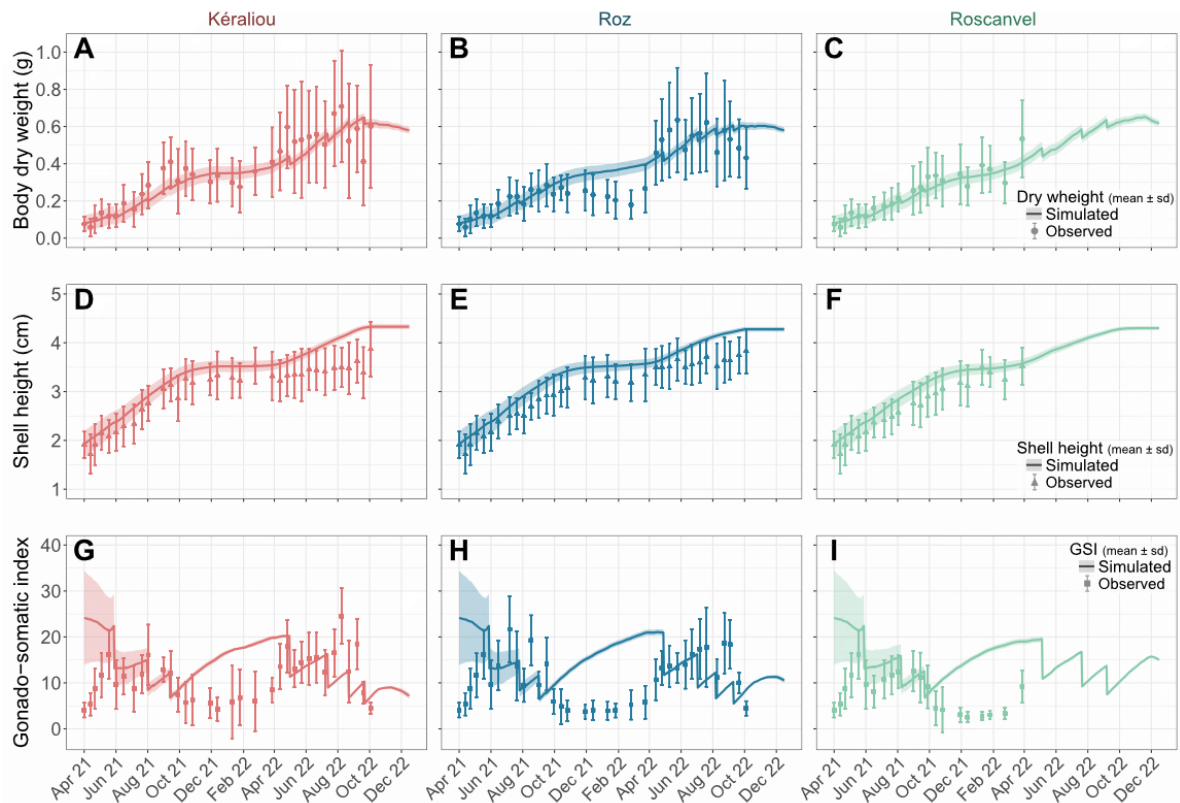 Kéraliou Roz Roscanvel
A B C
Body dry weight (g)
1.0
0.8
0.6
0.4
0.2
0.0
Dry wheight (mean ± sd)
Simulated
Observed
D E F
Shell height (cm)
5
4
3
2
1
Shell height (mean ± sd)
Simulated
Observed
G H I
Gonado-somatic index
40
30
20
10
0
GSI (mean ± sd)
Simulated
Observed
Apr 21 Jun 21 Aug 21 Oct 21 Dec 21 Feb 22 Apr 22 Jun 22 Aug 22 Oct 22 Dec 22 Apr 21 Jun 21 Aug 21 Oct 21 Dec 21 Feb 22 Apr 22 Jun 22 Aug 22 Oct 22 Dec 22 Apr 21 Jun 21 Aug 21 Oct 21 Dec 21 Feb 22 Apr 22 Jun 22 Aug 22 Oct 22 Dec 22